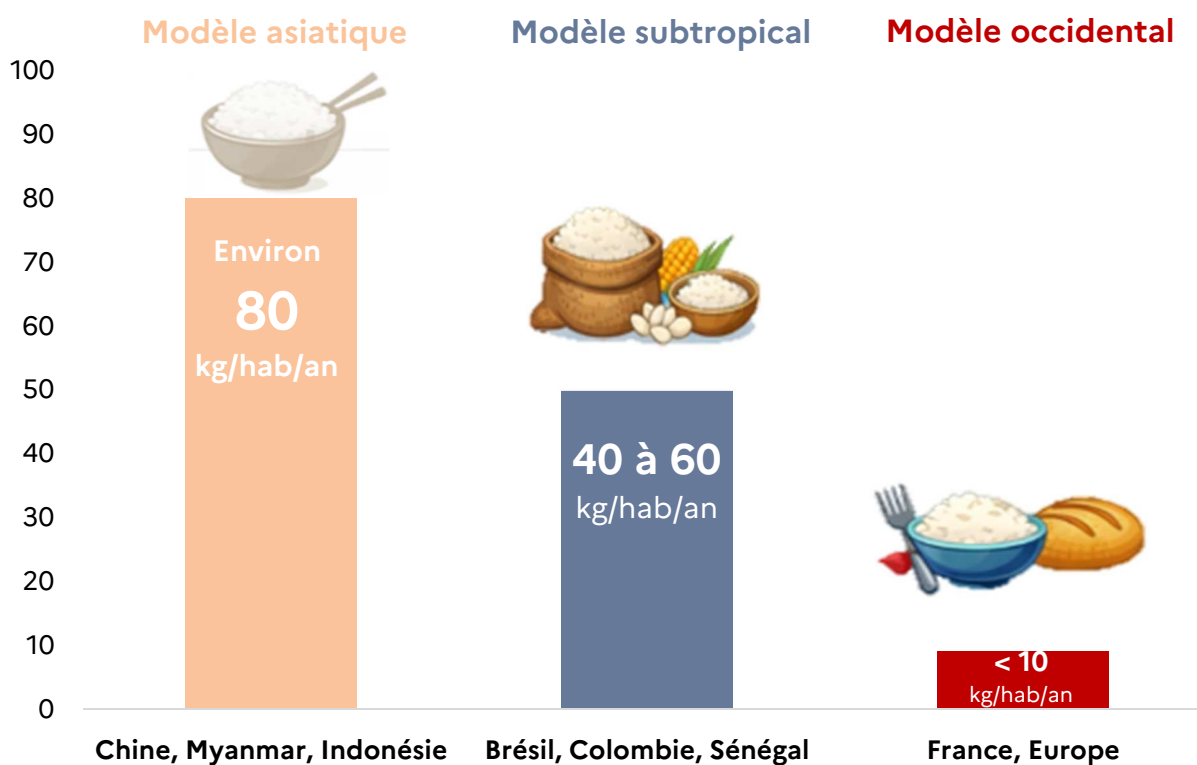 Modèle asiatique
Modèle subtropical
Modèle occidental
100
90
80
70
60
50
40
30
20
10
0
Environ
80
kg/hab/an
40 à 60
kg/hab/an
< 10
kg/hab/an
Chine, Myanmar, Indonésie
Brésil, Colombie, Sénégal
France, Europe